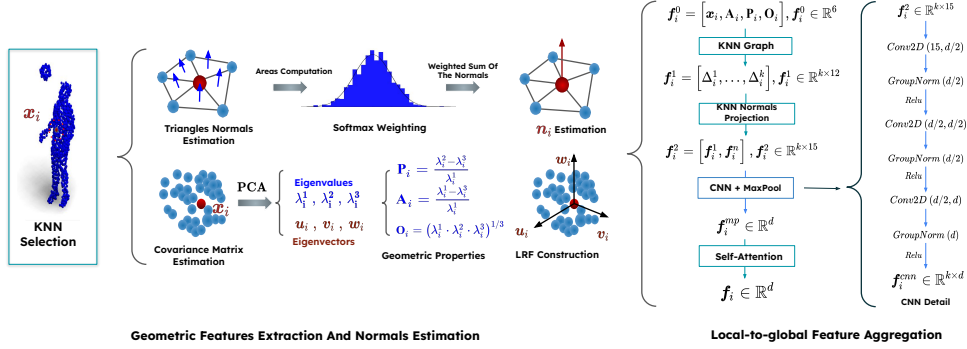 x_i
KNN
Selection
Triangles Normals
Estimation
Areas Computation
Softmax Weighting
Weighted Sum Of
The Normals
n_i Estimation
x_i
Covariance Matrix
Estimation
PCA
Eigenvalues
λ_i^1 , λ_i^2 , λ_i^3
u_i , v_i , w_i
Eigenvectors
P_i = (λ_i^2 − λ_i^3) / λ_i^1
A_i = (λ_i^1 − λ_i^3) / λ_i^1
O_i = (λ_i^1 · λ_i^2 · λ_i^3)^{1/3}
Geometric Properties
w_i
u_i
v_i
LRF Construction
Geometric Features Extraction And Normals Estimation
f_i^0 = [x_i, A_i, P_i, O_i], f_i^0 ∈ ℝ^6
KNN Graph
f_i^1 = [Δ_i^1, . . . , Δ_i^k], f_i^1 ∈ ℝ^{k×12}
KNN Normals
Projection
f_i^2 = [f_i^1, f_i^n], f_i^2 ∈ ℝ^{k×15}
CNN + MaxPool
f_i^{mp} ∈ ℝ^d
Self-Attention
f_i ∈ ℝ^d
f_i^2 ∈ ℝ^{k×15}
Conv2D (15, d/2)
GroupNorm (d/2)
Relu
Conv2D (d/2, d/2)
GroupNorm (d/2)
Relu
Conv2D (d/2, d)
GroupNorm (d)
Relu
f_i^{cnn} ∈ ℝ^{k×d}
CNN Detail
Local-to-global Feature Aggregation